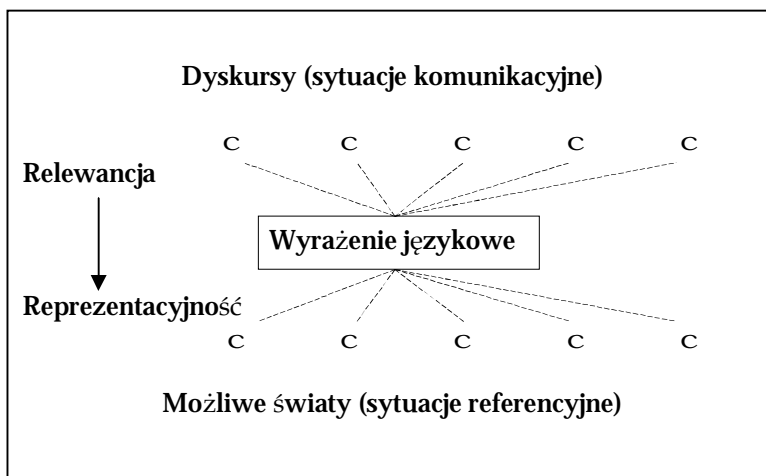 Dyskursy (sytuacje komunikacyjne)
C C C C C
Relewancja
Wyrażenie językowe
Reprezentacyjność
C C C C C
Możliwe światy (sytuacje referencyjne)